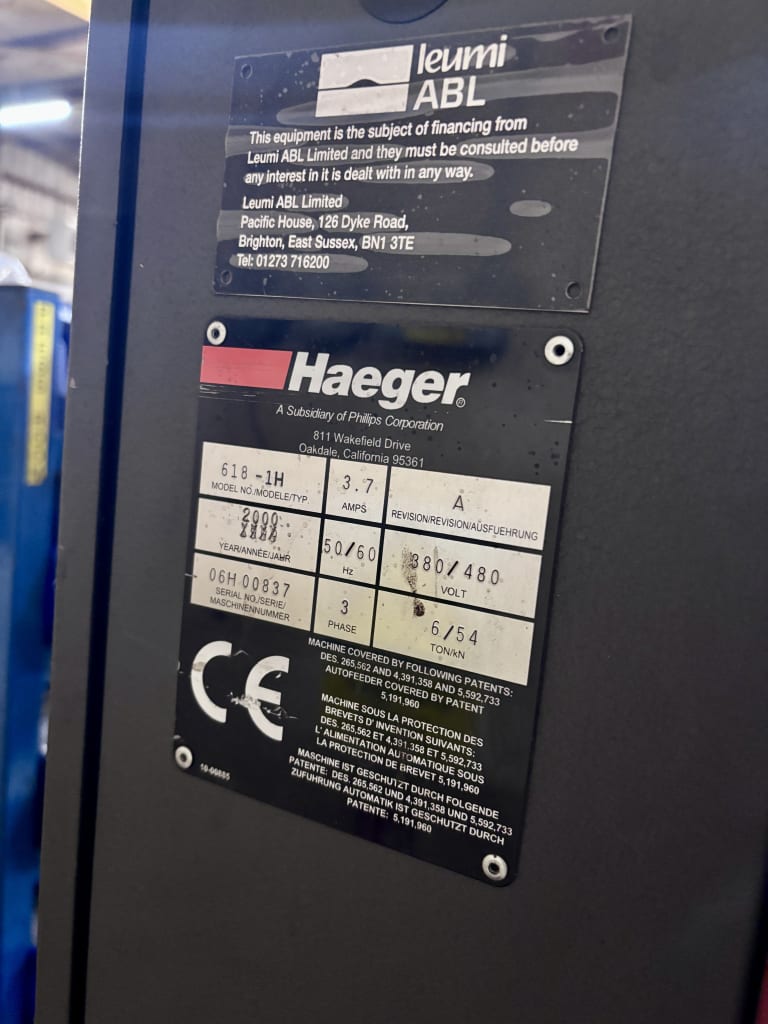 leumi
ABL
This equipment is the subject of financing from
Leumi ABL Limited and they must be consulted before
any interest in it is dealt with in any way.
Leumi ABL Limited
Pacific House, 126 Dyke Road,
Brighton, East Sussex, BN1 3TE
Tel: 01273 716200
Haeger®
A Subsidiary of Phillips Corporation
811 Wakefield Drive
Oakdale, California 95361
618-1H
MODEL NO./MODELE/TYP.
3.7
AMPS
A
REVISION/REVISION/AUSFUEHRUNG
2000
YEAR/ANNÉE/JAHR
50/60
Hz
380/480
VOLT
06H00837
SERIAL NO./SERIE/
MASCHINENNUMMER
3
PHASE
6/54
TON/kN
CE
MACHINE COVERED BY FOLLOWING PATENTS:
DES. 265,562 AND 4,391,358 AND 5,592,733
AUTOFEEDER COVERED BY PATENT
5,191,960
MACHINE SOUS LA PROTECTION DES
BREVETS D' INVENTION SUIVANTS:
DES. 265,562 ET 4,391,358 ET 5,592,733
L' ALIMENTATION AUTOMATIQUE SOUS
LA PROTECTION DE BREVET 5,191,960
MASCHINE IST GESCHUTZT DURCH FOLGENDE
PATENTE: DES. 265,562 UND 4,391,358 UND 5,592,733
ZUFUHRUNG AUTOMATIK IST GESCHUTZT DURCH
PATENTE: 5,191,960
10-00885